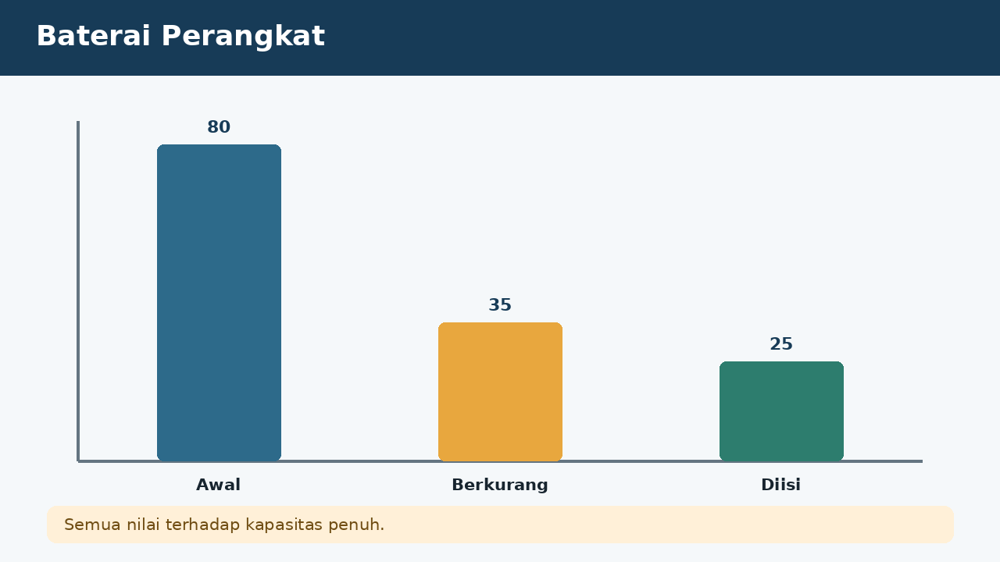 Baterai Perangkat
80
35
25
Awal
Berkurang
Diisi
Semua nilai terhadap kapasitas penuh.